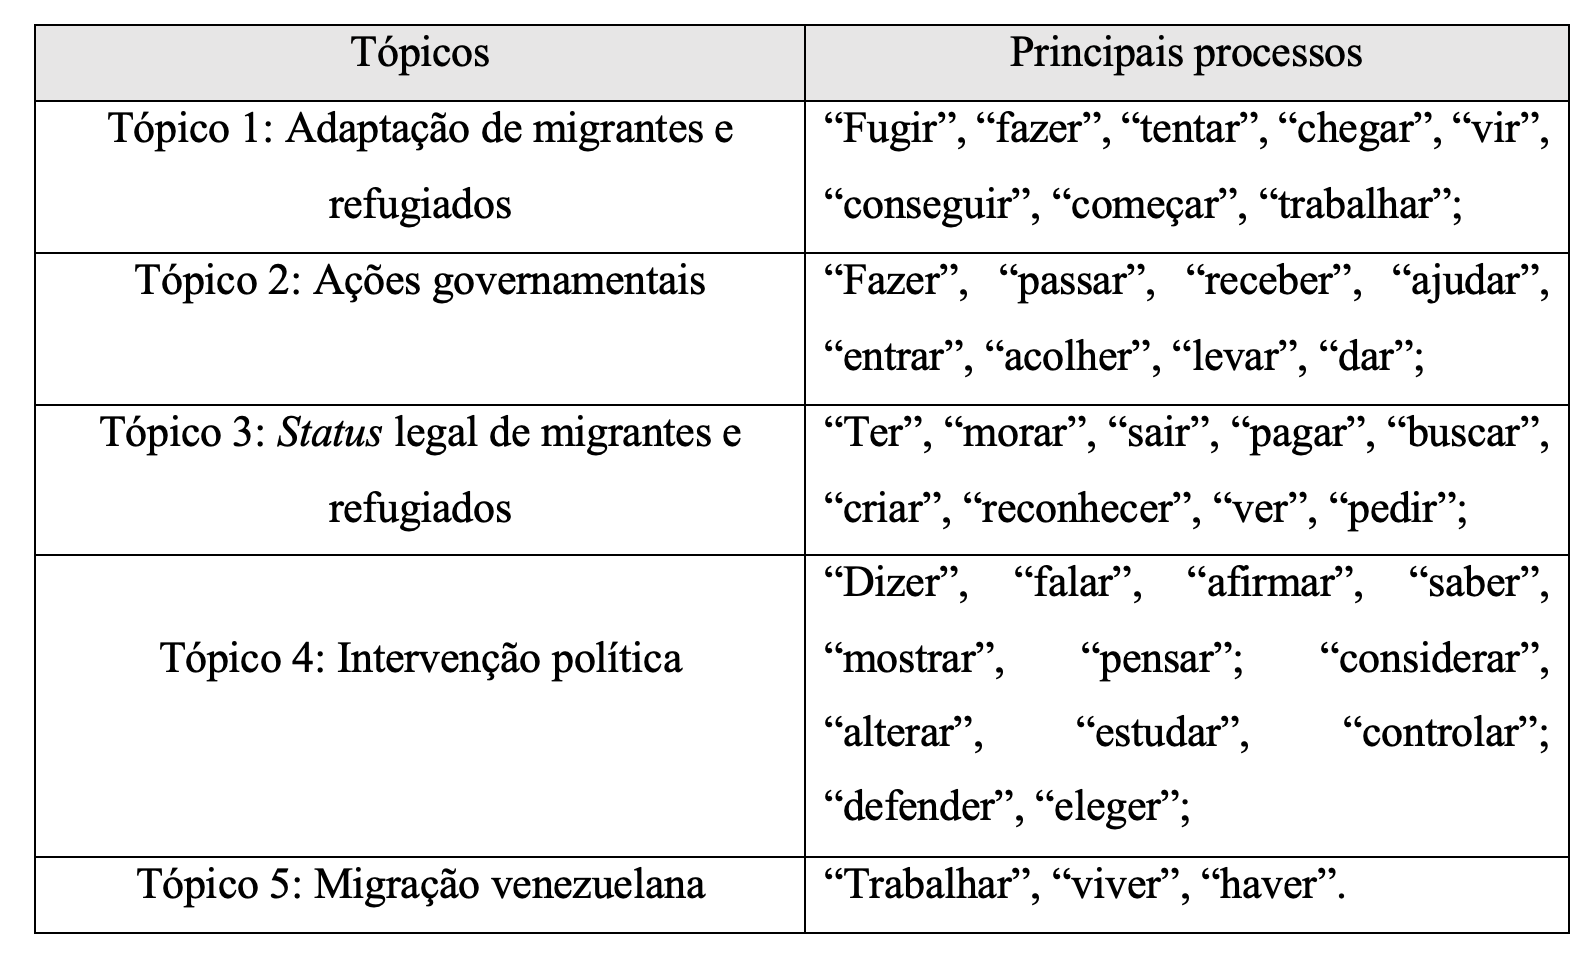 Tópicos
Principais processos
Tópico 1: Adaptação de migrantes e
refugiados
“Fugir”, “fazer”, “tentar”, “chegar”, “vir”,
“conseguir”, “começar”, “trabalhar”;
Tópico 2: Ações governamentais
“Fazer”, “passar”, “receber”, “ajudar”,
“entrar”, “acolher”, “levar”, “dar”;
Tópico 3: Status legal de migrantes e
refugiados
“Ter”, “morar”, “sair”, “pagar”, “buscar”,
“criar”, “reconhecer”, “ver”, “pedir”;
Tópico 4: Intervenção política
“Dizer”, “falar”, “afirmar”, “saber”,
“mostrar”, “pensar”; “considerar”,
“alterar”, “estudar”, “controlar”;
“defender”, “eleger”;
Tópico 5: Migração venezuelana
“Trabalhar”, “viver”, “haver”.